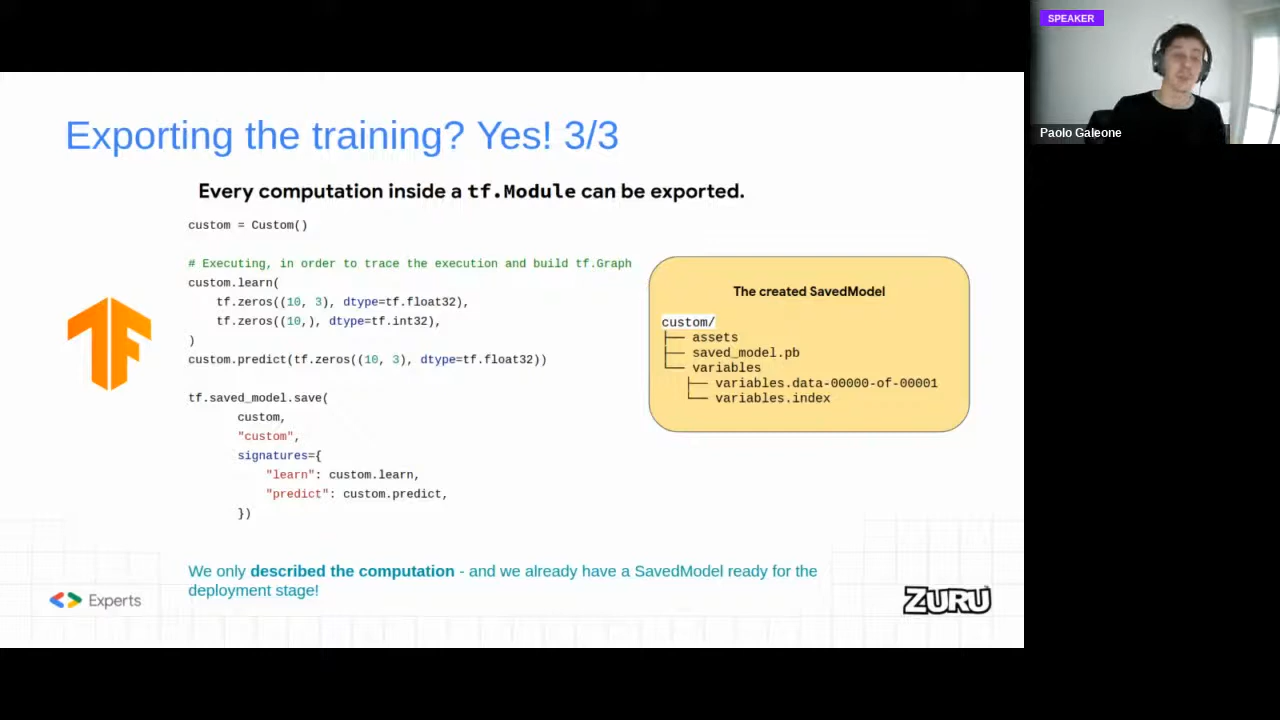 SPEAKER
Paolo Galeone
Exporting the training? Yes! 3/3
Every computation inside a tf.Module can be exported.
custom = Custom()
# Executing, in order to trace the execution and build tf.Graph
custom.learn(
    tf.zeros((10, 3), dtype=tf.float32),
    tf.zeros((10,), dtype=tf.int32),
)
custom.predict(tf.zeros((10, 3), dtype=tf.float32))
tf.saved_model.save(
       custom,
       "custom",
       signatures={
           "learn": custom.learn,
           "predict": custom.predict,
       })
The created SavedModel
custom/
├── assets
├── saved_model.pb
└── variables
    ├── variables.data-00000-of-00001
    └── variables.index
We only described the computation - and we already have a SavedModel ready for the
deployment stage!
Experts
ZURU